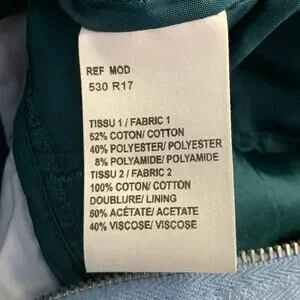 REF MOD
530 R17
TISSU 1 / FABRIC 1
52% COTON/ COTTON
40% POLYESTER/ POLYESTER
8% POLYAMIDE/ POLYAMIDE
TISSU 2 / FABRIC 2
100% COTON/ COTTON
DOUBLURE/ LINING
60% ACÉTATE/ ACETATE
40% VISCOSE/ VISCOSE